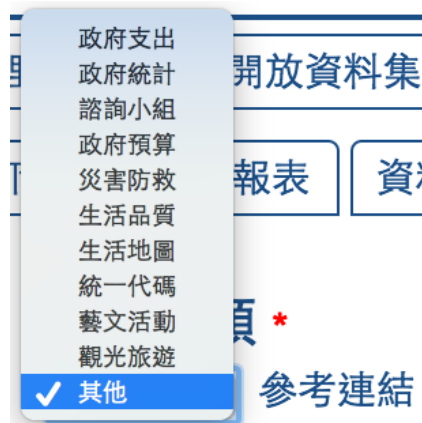 政府支出
政府統計
諮詢小組
政府預算
災害防救
生活品質
生活地圖
統一代碼
藝文活動
觀光旅遊
✓ 其他
開放資料集
報表
資料
*
參考連結